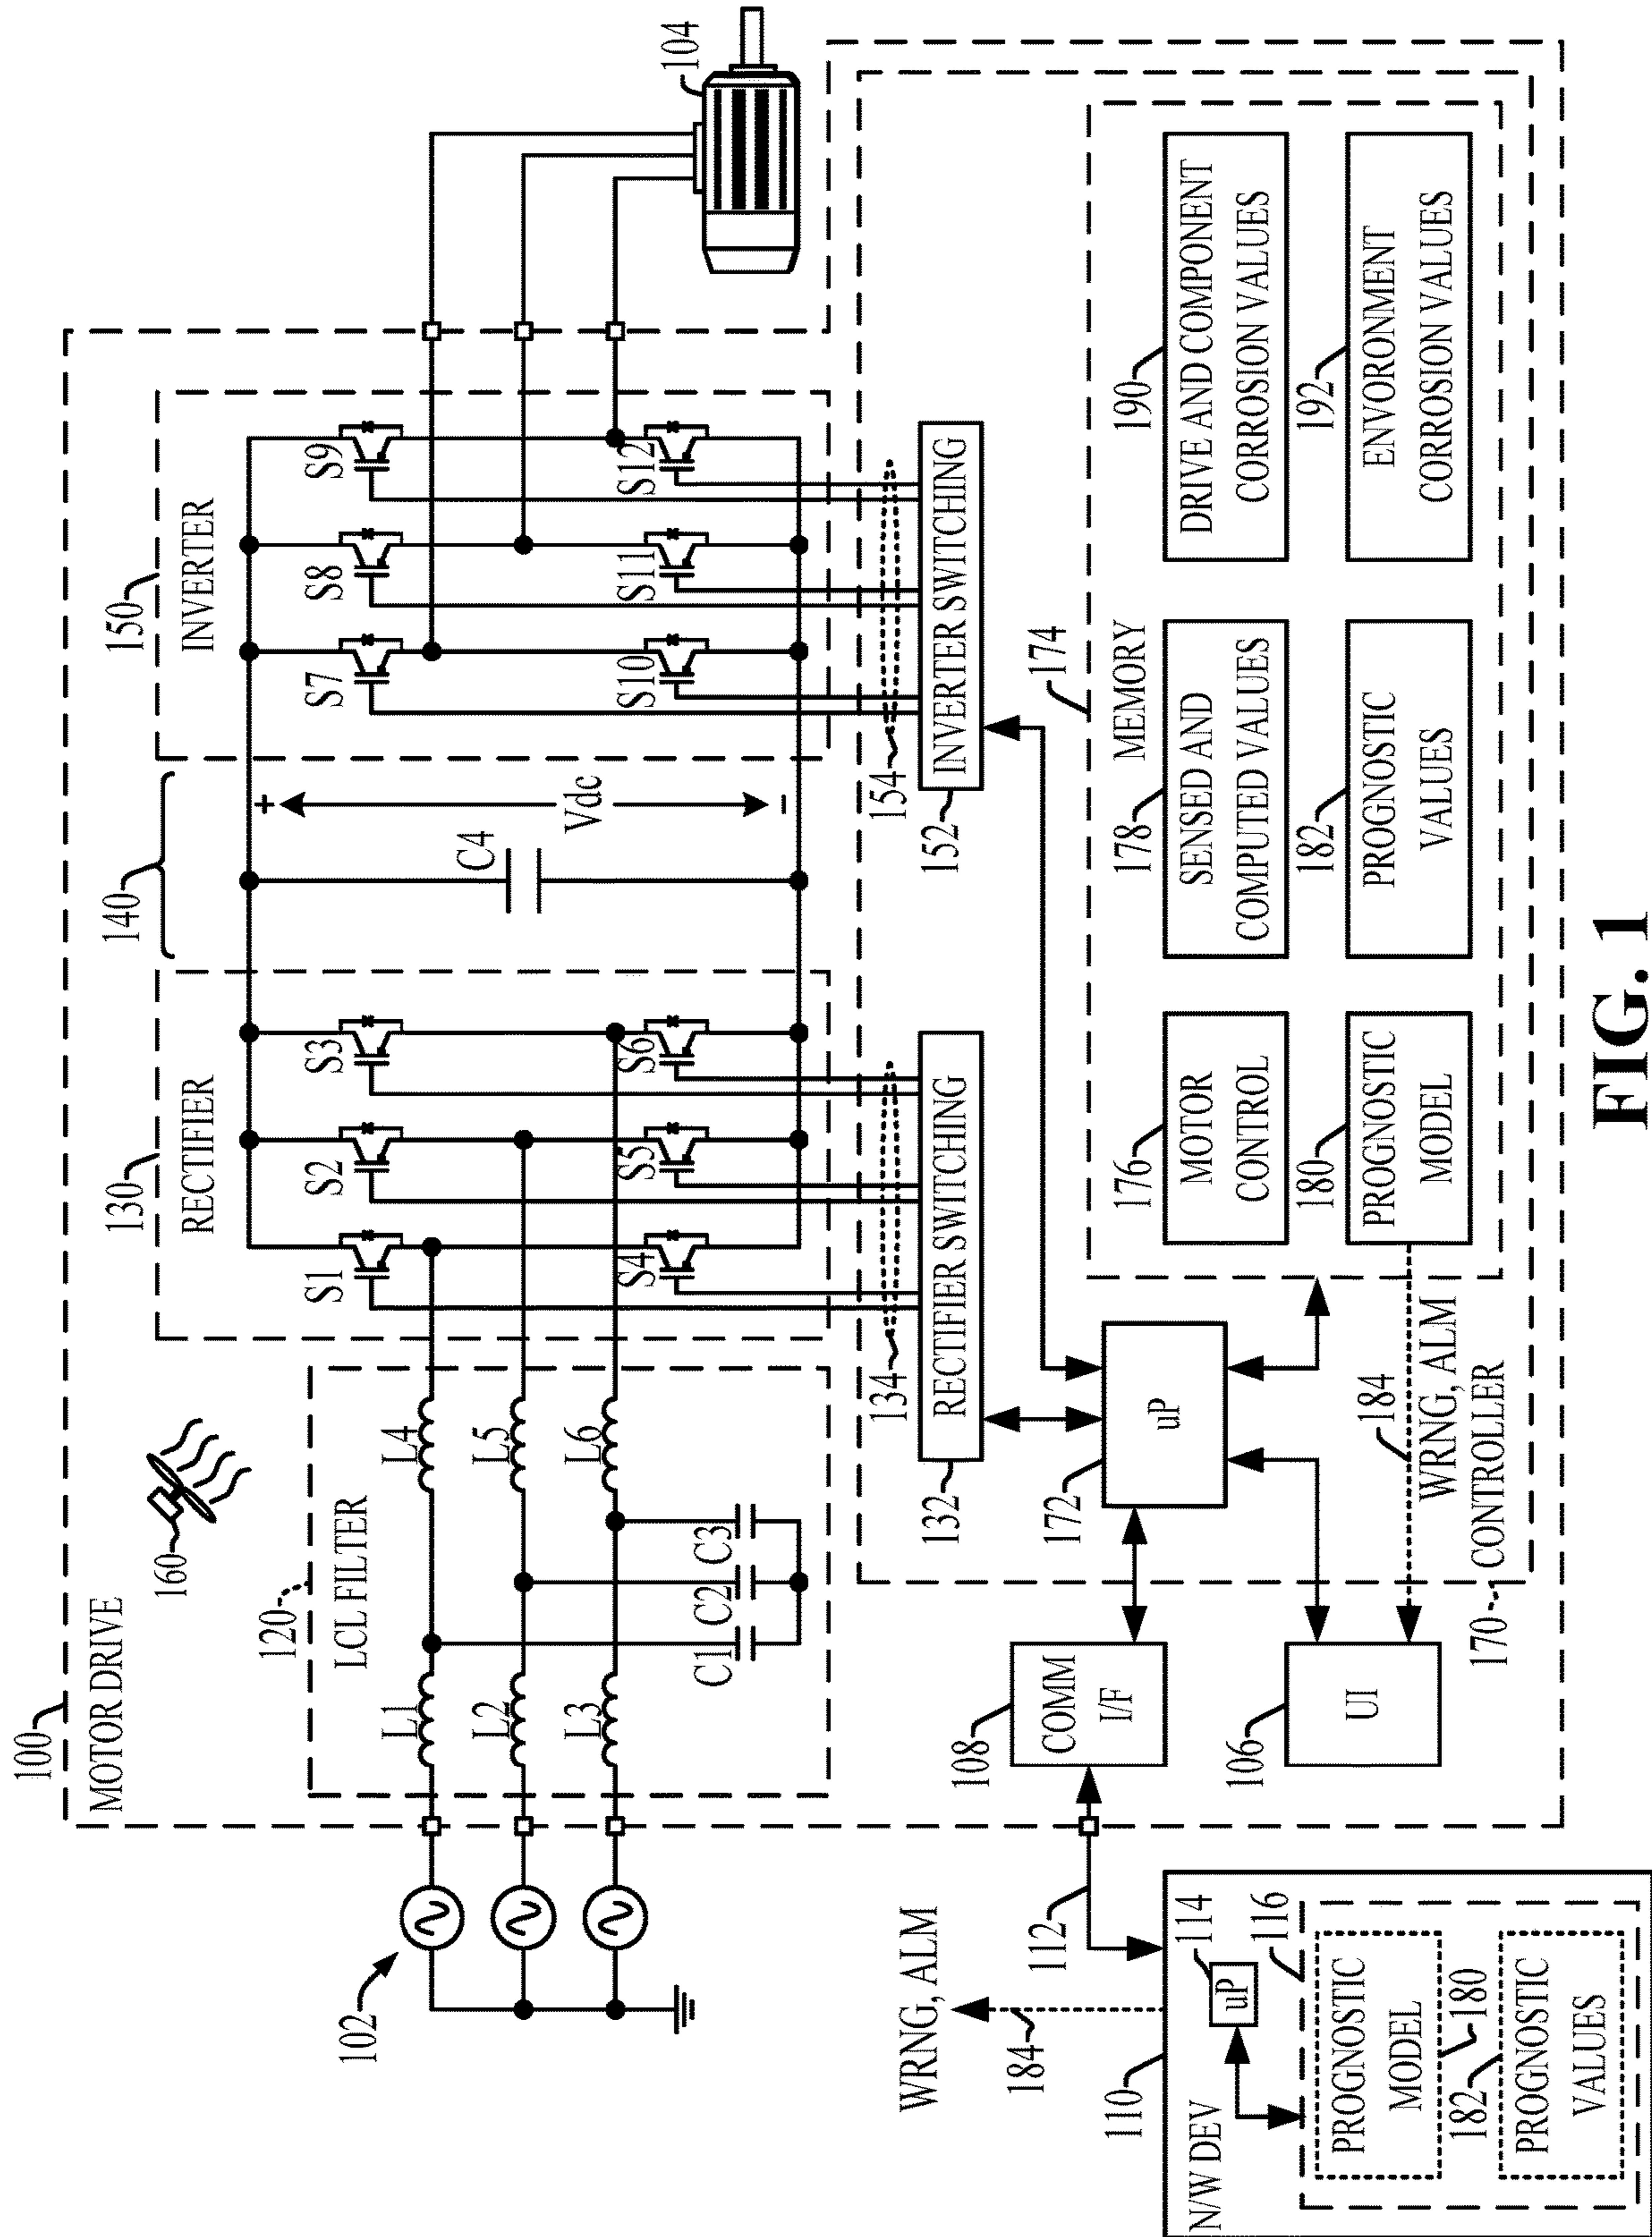 100
MOTOR DRIVE
160
120
LCL FILTER
L1
L2
L3
C1
C2
C3
L4
L5
L6
102
130
RECTIFIER
S1
S2
S3
S4
S5
S6
134
132
RECTIFIER SWITCHING
140
+
C4
Vdc
-
150
INVERTER
S7
S8
S9
S10
S11
S12
154
152
INVERTER SWITCHING
104
108
COMM
I/F
106
UI
172
uP
170
CONTROLLER
184
WRNG, ALM
174
MEMORY
176
MOTOR
CONTROL
178
SENSED AND
COMPUTED VALUES
190
DRIVE AND COMPONENT
CORROSION VALUES
180
PROGNOSTIC
MODEL
182
PROGNOSTIC
VALUES
192
ENVORONMENT
CORROSION VALUES
WRNG, ALM
184
112
110
N/W DEV
114
uP
116
PROGNOSTIC
MODEL
180
182
PROGNOSTIC
VALUES
FIG. 1